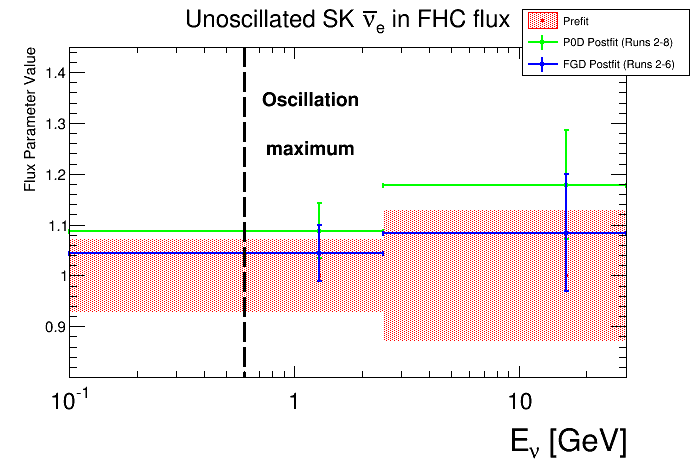 Unoscillated SK ν̅e in FHC flux
Prefit
P0D Postfit (Runs 2-8)
FGD Postfit (Runs 2-6)
Flux Parameter Value
1.4
1.3
1.2
1.1
1
0.9
Oscillation
maximum
10-1
1
10
Eν [GeV]